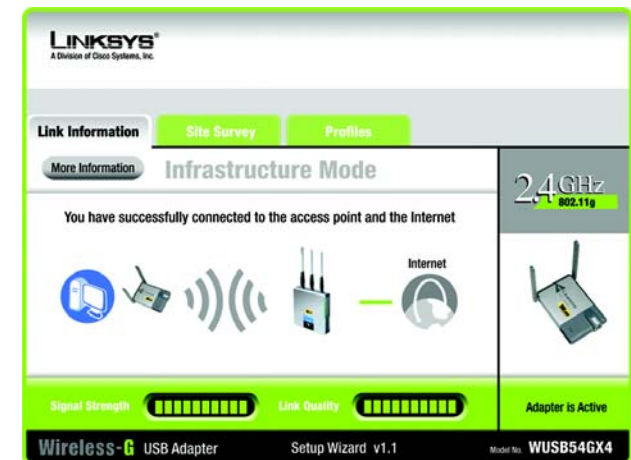 LINKSYS®
A Division of Cisco Systems, Inc.
Link Information
Site Survey
Profiles
More Information
Infrastructure Mode
2.4GHz
802.11g
You have successfully connected to the access point and the Internet
Internet
Signal Strength
Link Quality
Adapter is Active
Wireless-G USB Adapter
Setup Wizard v1.1
Model No. WUSB54GX4